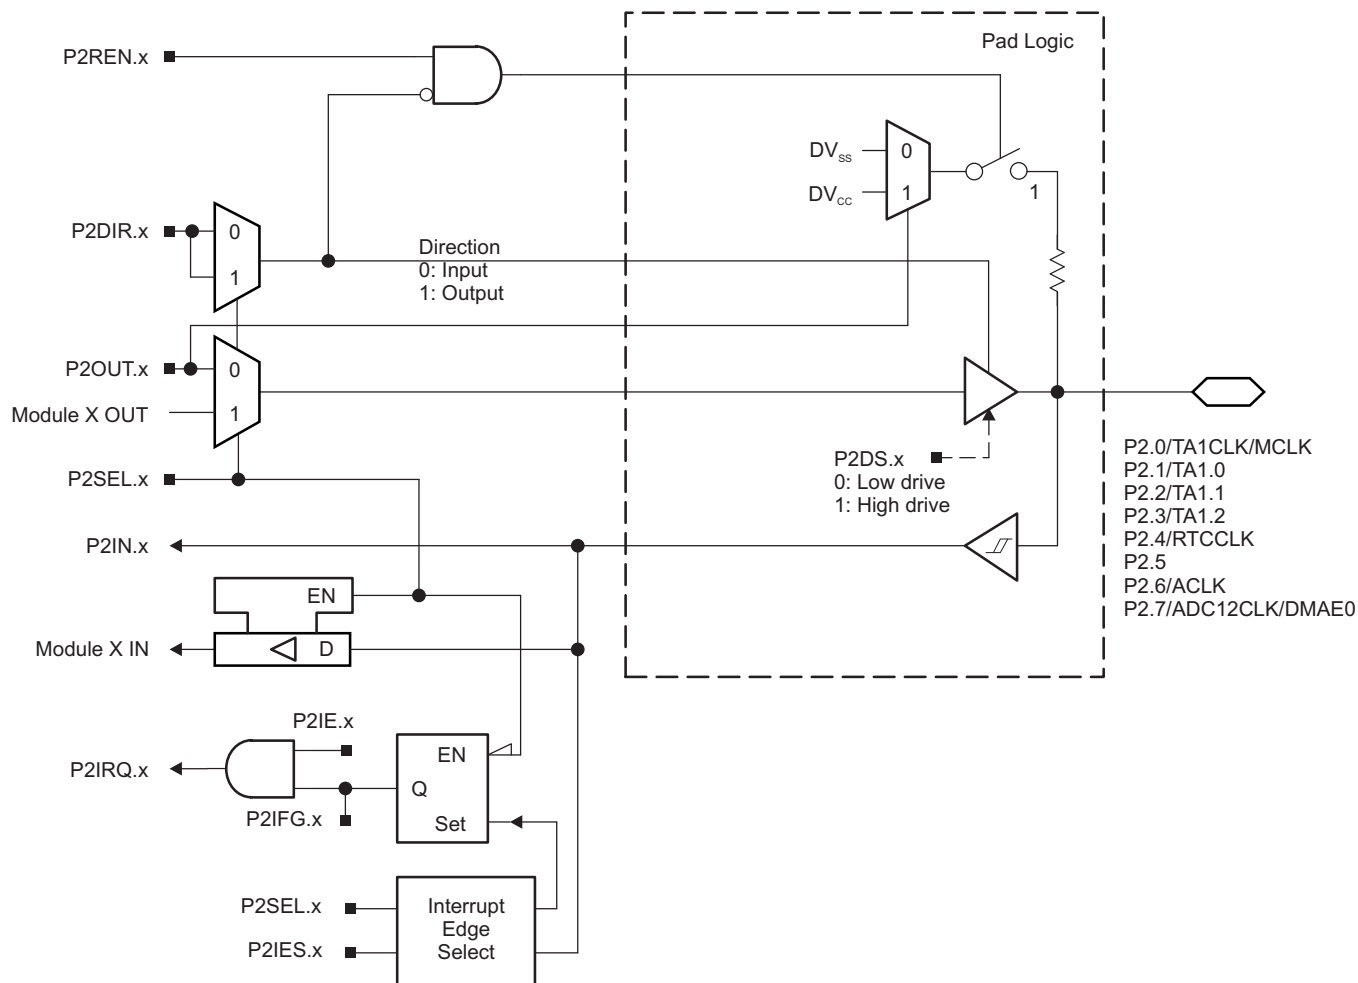 Pad Logic
P2REN.x
DVSS
0
DVCC
1
1
P2DIR.x
0
1
Direction
0: Input
1: Output
P2OUT.x
0
Module X OUT
1
P2SEL.x
P2DS.x
0: Low drive
1: High drive
P2.0/TA1CLK/MCLK
P2.1/TA1.0
P2.2/TA1.1
P2.3/TA1.2
P2.4/RTCCLK
P2.5
P2.6/ACLK
P2.7/ADC12CLK/DMAE0
P2IN.x
EN
Module X IN
D
P2IE.x
P2IRQ.x
EN
Q
P2IFG.x
Set
P2SEL.x
P2IES.x
Interrupt
Edge
Select